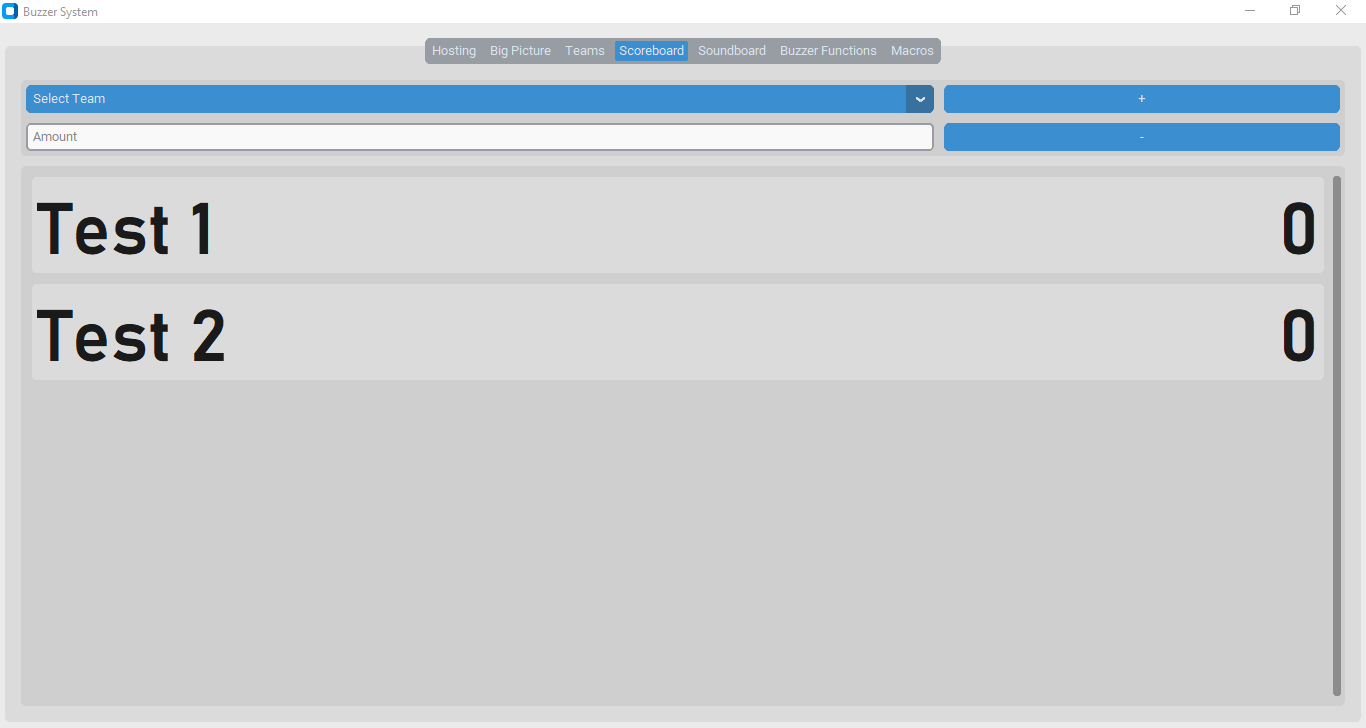 Buzzer System
Hosting Big Picture Teams Scoreboard Soundboard Buzzer Functions Macros
Select Team +
Amount -
Test 1 0
Test 2 0